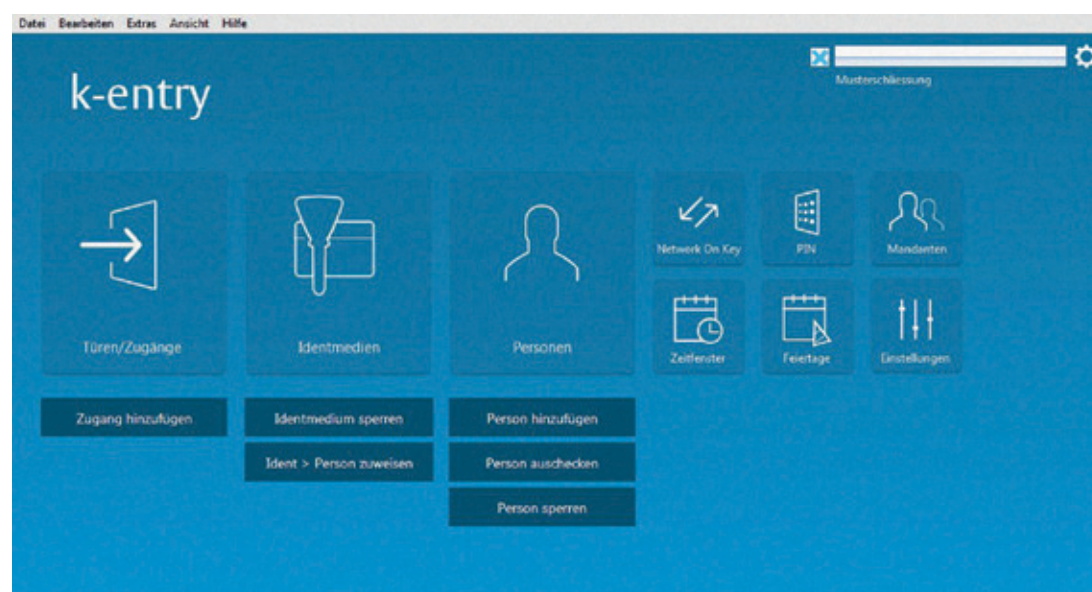 Datei Bearbeiten Extras Ansicht Hilfe
k-entry
Musterschliessung
Türen/Zugänge
Identmedien
Personen
Network On Key
PIN
Mandanten
Zeitfenster
Feiertage
Einstellungen
Zugang hinzufügen
Identmedium sperren
Person hinzufügen
Ident > Person zuweisen
Person auschecken
Person sperren